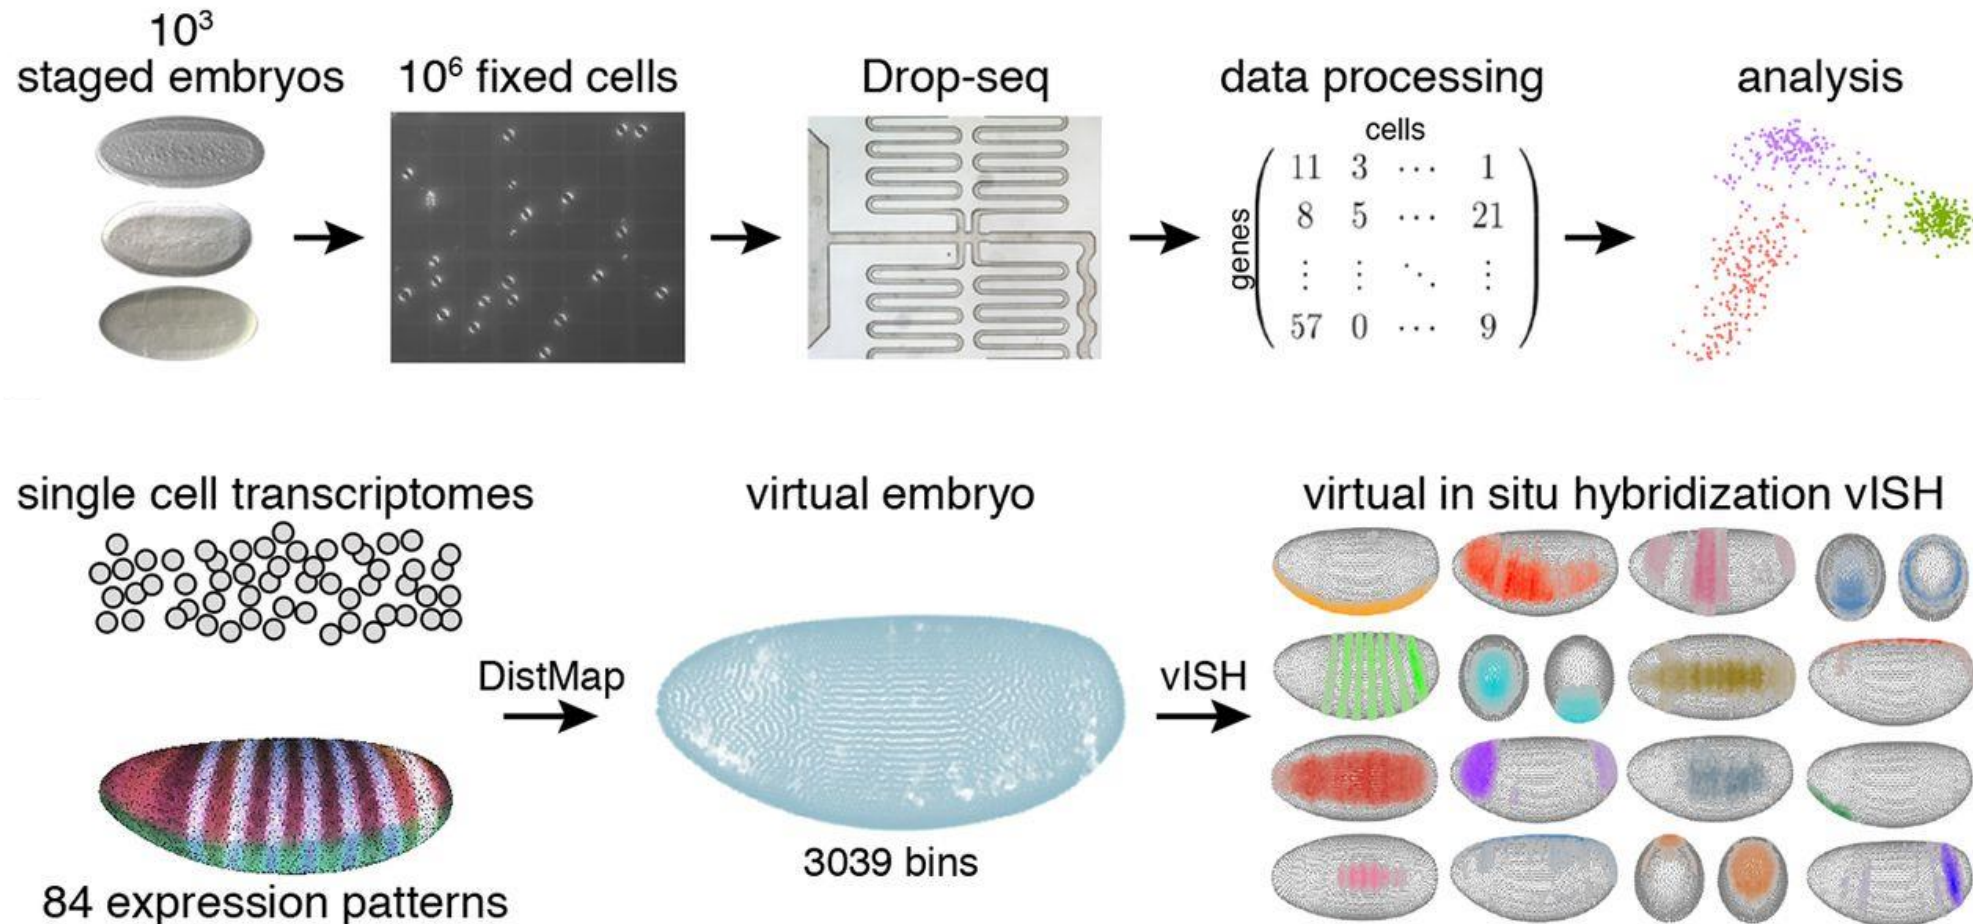 10³
staged embryos
10⁶ fixed cells
Drop-seq
data processing
analysis
cells
genes
11 3 ⋯ 1
8 5 ⋯ 21
⋮ ⋮ ⋱ ⋮
57 0 ⋯ 9
single cell transcriptomes
virtual embryo
virtual in situ hybridization vISH
DistMap
vISH
3039 bins
84 expression patterns